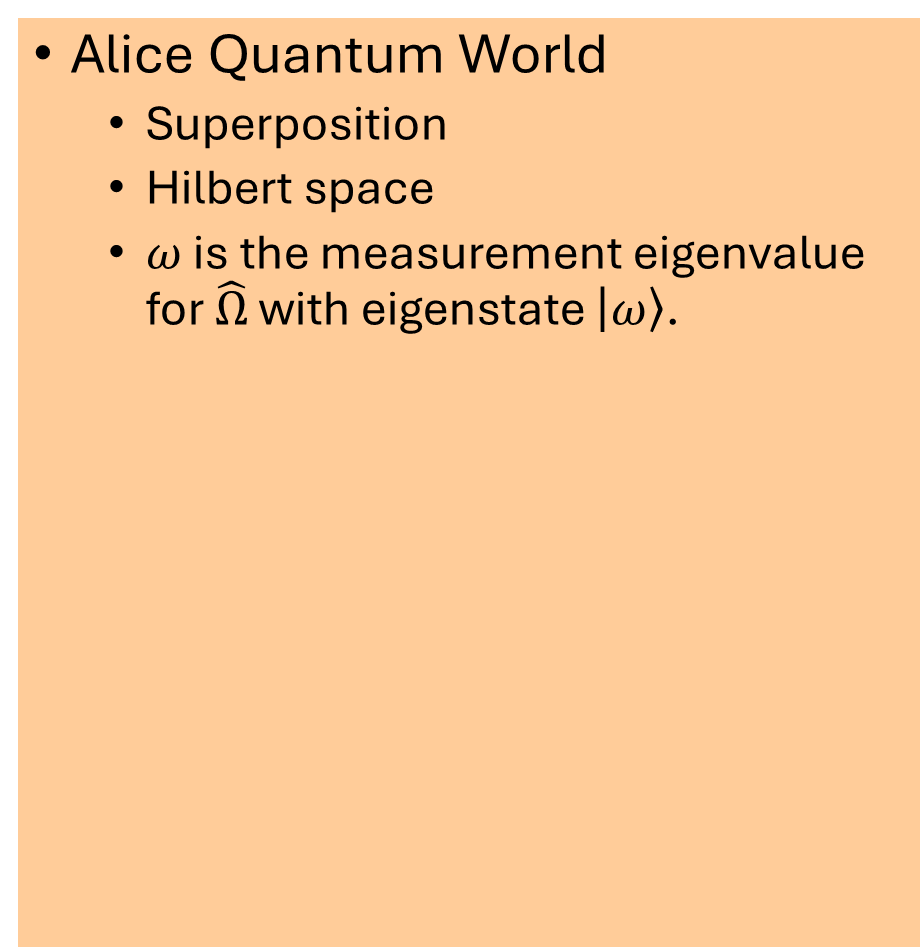 • Alice Quantum World
• Superposition
• Hilbert space
• ω is the measurement eigenvalue
for Ω̂ with eigenstate |ω⟩.